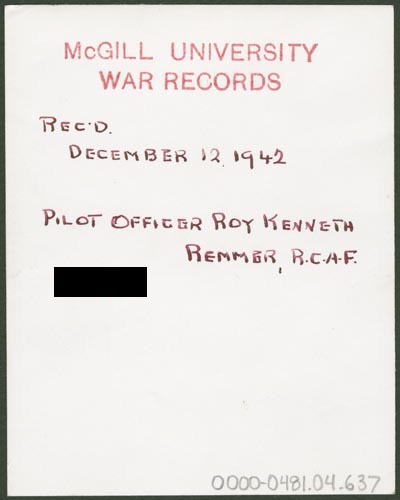 McGILL UNIVERSITY
WAR RECORDS
REC'D.
DECEMBER 12, 1942
PILOT OFFICER ROY KENNETH
REMMER, R.C.A.F.
0000-0481.04.637